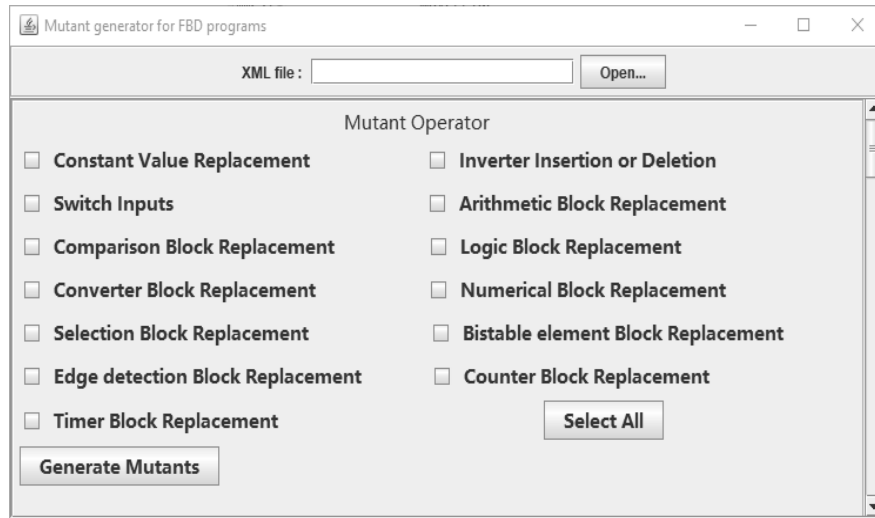 Mutant generator for FBD programs
XML file : Open...
Mutant Operator
Constant Value Replacement Inverter Insertion or Deletion
Switch Inputs Arithmetic Block Replacement
Comparison Block Replacement Logic Block Replacement
Converter Block Replacement Numerical Block Replacement
Selection Block Replacement Bistable element Block Replacement
Edge detection Block Replacement Counter Block Replacement
Timer Block Replacement Select All
Generate Mutants